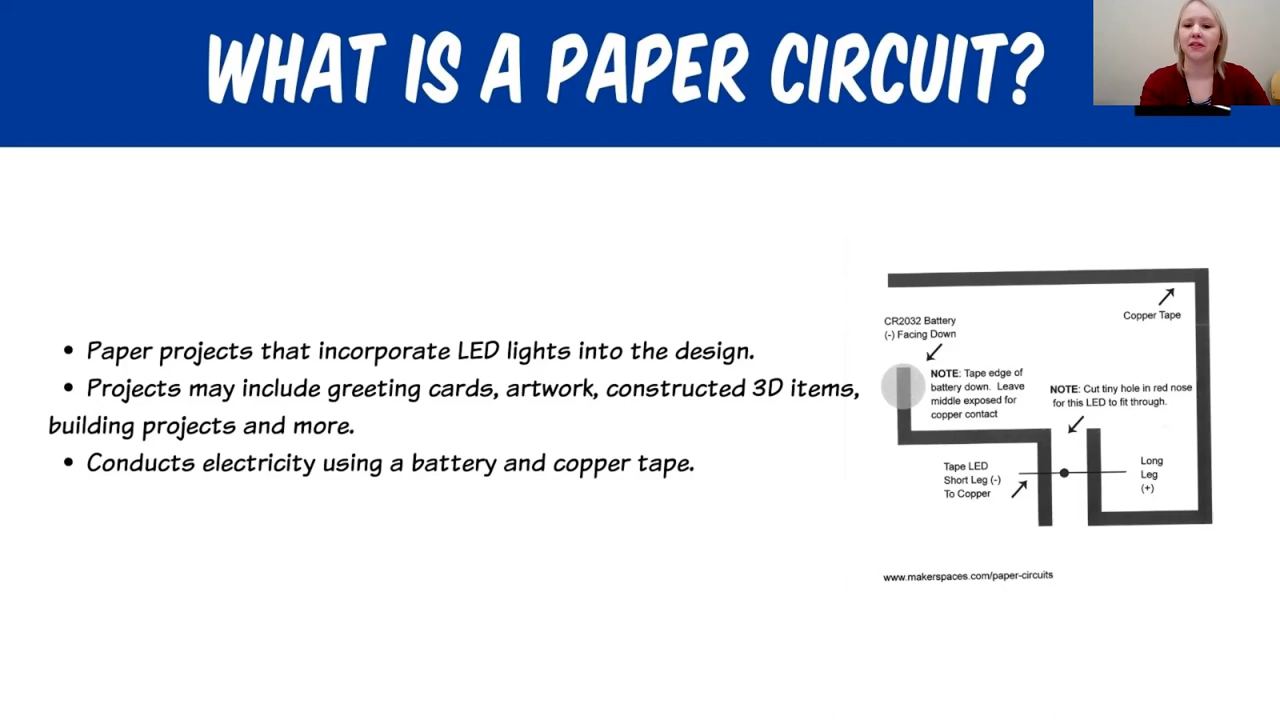 WHAT IS A PAPER CIRCUIT?
• Paper projects that incorporate LED lights into the design.
• Projects may include greeting cards, artwork, constructed 3D items,
building projects and more.
• Conducts electricity using a battery and copper tape.
Copper Tape
CR2032 Battery
(-) Facing Down
NOTE: Tape edge of
battery down. Leave
middle exposed for
copper contact
NOTE: Cut tiny hole in red nose
for this LED to fit through.
Tape LED
Short Leg (-)
To Copper
Long
Leg
(+)
www.makerspaces.com/paper-circuits